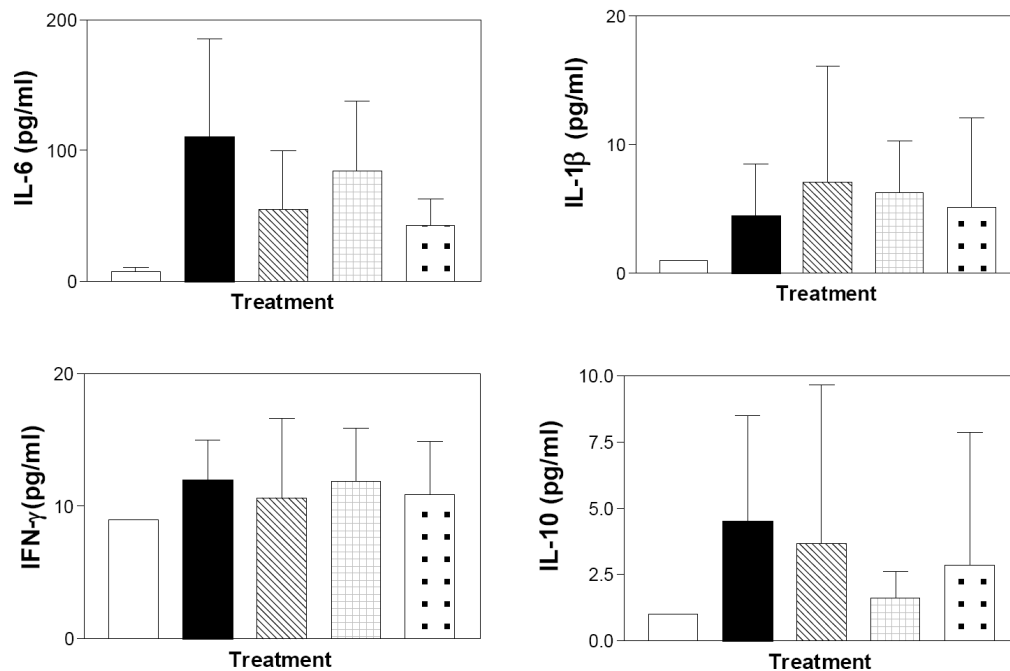 IL-6 (pg/ml)
200
100
0
Treatment
IL-1β (pg/ml)
20
10
0
Treatment
IFN-γ(pg/ml)
20
10
0
Treatment
IL-10 (pg/ml)
10.0
7.5
5.0
2.5
0.0
Treatment